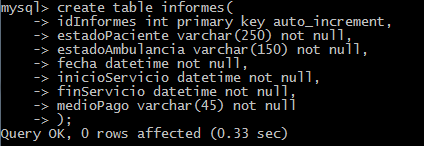 mysql> create table informes(
    -> idInformes int primary key auto_increment,
    -> estadoPaciente varchar(250) not null,
    -> estadoAmbulancia varchar(150) not null,
    -> fecha datetime not null,
    -> inicioServicio datetime not null,
    -> finServicio datetime not null,
    -> medioPago varchar(45) not null
    -> );
Query OK, 0 rows affected (0.33 sec)